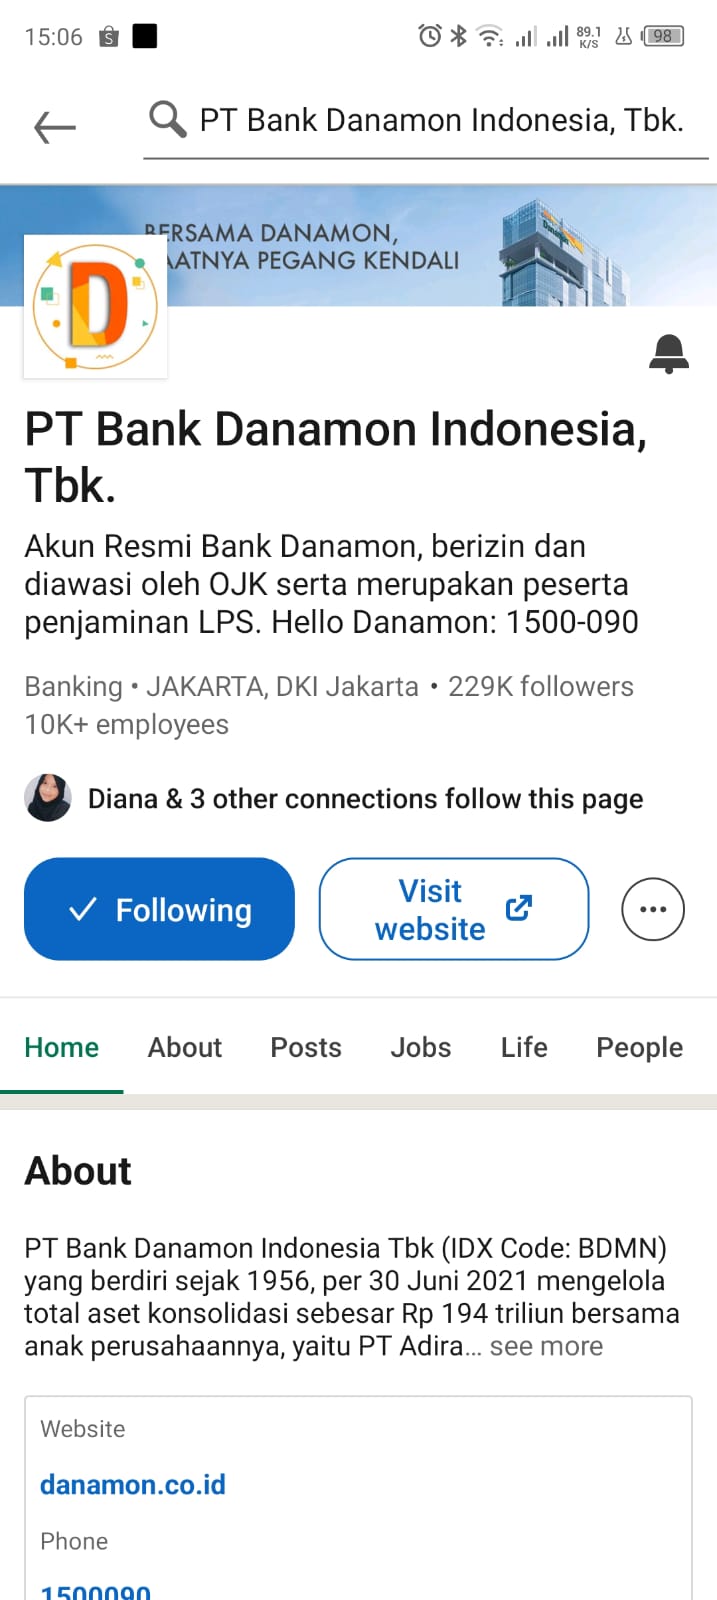 15:06
89.1
K/S
98
PT Bank Danamon Indonesia, Tbk.
BERSAMA DANAMON,
AATNYA PEGANG KENDALI
D
PT Bank Danamon Indonesia,
Tbk.
Akun Resmi Bank Danamon, berizin dan
diawasi oleh OJK serta merupakan peserta
penjaminan LPS. Hello Danamon: 1500-090
Banking • JAKARTA, DKI Jakarta • 229K followers
10K+ employees
Diana & 3 other connections follow this page
Following
Visit
website
Home About Posts Jobs Life People
About
PT Bank Danamon Indonesia Tbk (IDX Code: BDMN)
yang berdiri sejak 1956, per 30 Juni 2021 mengelola
total aset konsolidasi sebesar Rp 194 triliun bersama
anak perusahaannya, yaitu PT Adira... see more
Website
danamon.co.id
Phone
1500090